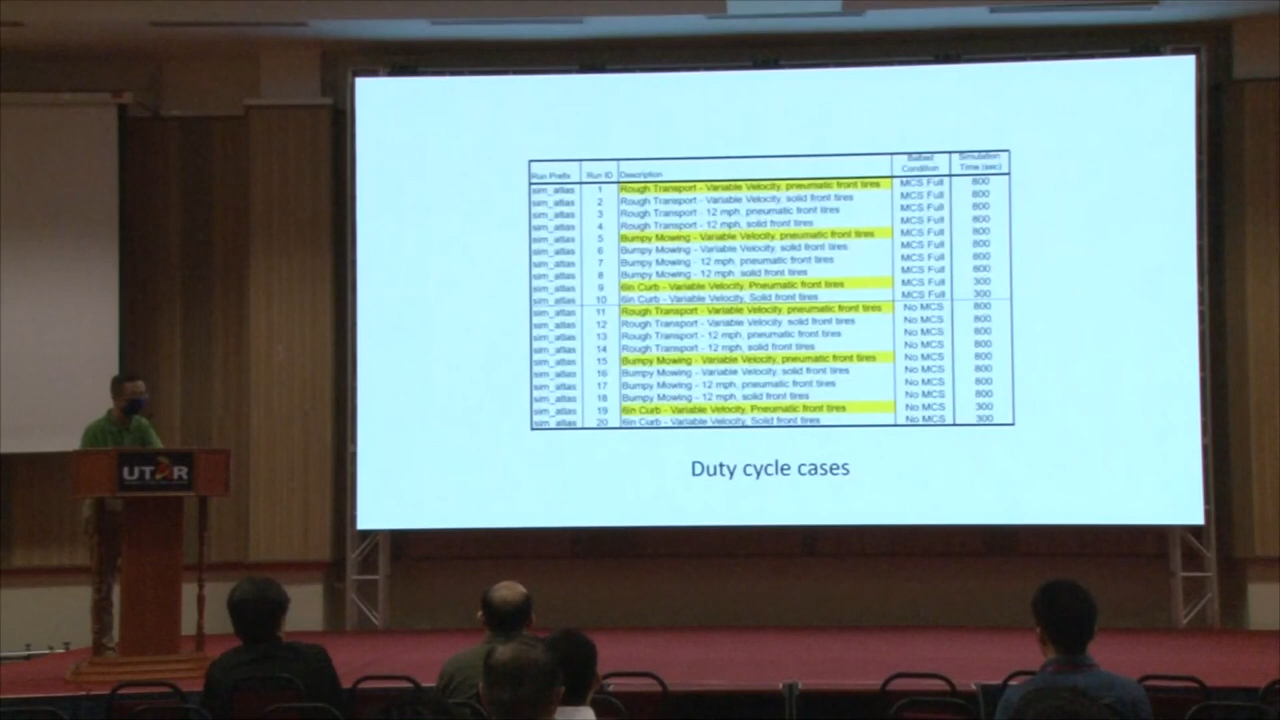 UTAR
Run Prefix Run ID Description Ballast Condition Simulation Time (sec)
sim_atlas 1 Rough Transport - Variable Velocity, pneumatic front tires MCS Full 800
sim_atlas 2 Rough Transport - Variable Velocity, solid front tires MCS Full 800
sim_atlas 3 Rough Transport - 12 mph, pneumatic front tires MCS Full 800
sim_atlas 4 Rough Transport - 12 mph, solid front tires MCS Full 800
sim_atlas 5 Bumpy Mowing - Variable Velocity, pneumatic front tires MCS Full 800
sim_atlas 6 Bumpy Mowing - Variable Velocity, solid front tires MCS Full 800
sim_atlas 7 Bumpy Mowing - 12 mph, pneumatic front tires MCS Full 800
sim_atlas 8 Bumpy Mowing - 12 mph, solid front tires MCS Full 800
sim_atlas 9 6in Curb - Variable Velocity, Pneumatic front tires MCS Full 300
sim_atlas 10 6in Curb - Variable Velocity, Solid front tires MCS Full 300
sim_atlas 11 Rough Transport - Variable Velocity, pneumatic front tires No MCS 800
sim_atlas 12 Rough Transport - Variable Velocity, solid front tires No MCS 800
sim_atlas 13 Rough Transport - 12 mph, pneumatic front tires No MCS 800
sim_atlas 14 Rough Transport - 12 mph, solid front tires No MCS 800
sim_atlas 15 Bumpy Mowing - Variable Velocity, pneumatic front tires No MCS 800
sim_atlas 16 Bumpy Mowing - Variable Velocity, solid front tires No MCS 800
sim_atlas 17 Bumpy Mowing - 12 mph, pneumatic front tires No MCS 800
sim_atlas 18 Bumpy Mowing - 12 mph, solid front tires No MCS 800
sim_atlas 19 6in Curb - Variable Velocity, Pneumatic front tires No MCS 300
sim_atlas 20 6in Curb - Variable Velocity, Solid front tires No MCS 300
Duty cycle cases